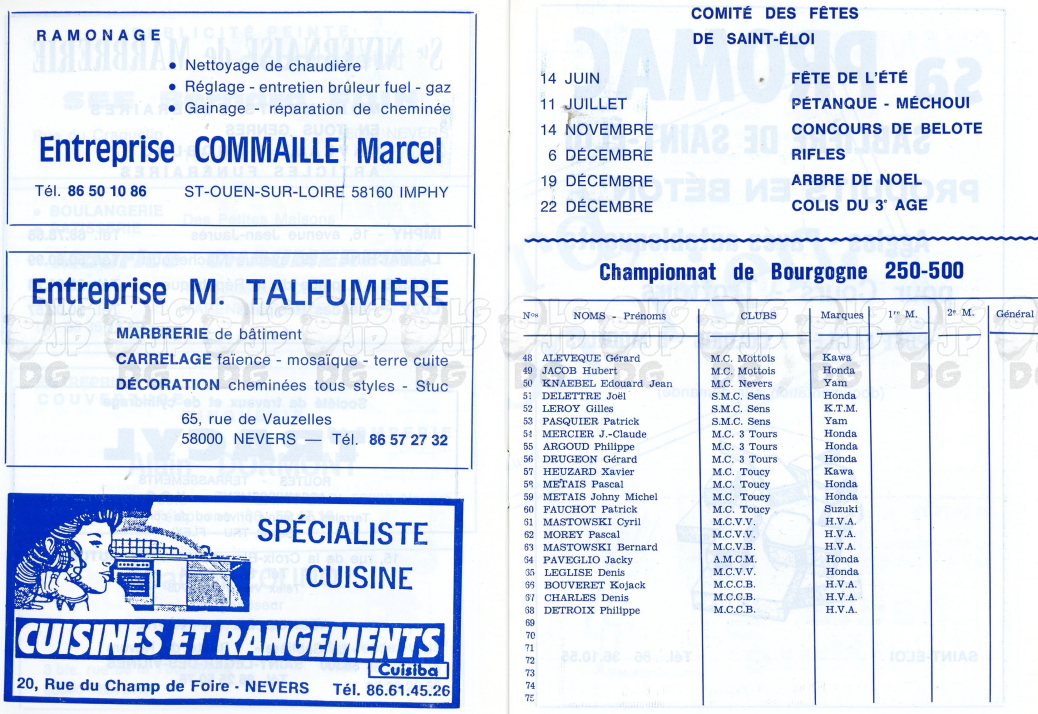 RAMONAGE
• Nettoyage de chaudière
• Réglage - entretien brûleur fuel - gaz
• Gainage - réparation de cheminée
Entreprise COMMAILLE Marcel
Tél. 86 50 10 86 ST-OUEN-SUR-LOIRE 58160 IMPHY
Entreprise M. TALFUMIÈRE
MARBRERIE de bâtiment
CARRELAGE faïence - mosaïque - terre cuite
DÉCORATION cheminées tous styles - Stuc
65, rue de Vauzelles
58000 NEVERS — Tél. 86 57 27 32
SPÉCIALISTE
CUISINE
CUISINES ET RANGEMENTS
Cuisiba
20, Rue du Champ de Foire - NEVERS Tél. 86.61.45.26
COMITÉ DES FÊTES
DE SAINT-ÉLOI
14 JUIN FÊTE DE L'ÉTÉ
11 JUILLET PÉTANQUE - MÉCHOUI
14 NOVEMBRE CONCOURS DE BELOTE
6 DÉCEMBRE RIFLES
19 DÉCEMBRE ARBRE DE NOEL
22 DÉCEMBRE COLIS DU 3e AGE
Championnat de Bourgogne 250-500
Nos NOMS - Prénoms CLUBS Marques 1re M. 2e M. Général
48 ALEVEQUE Gérard M.C. Mottois Kawa
49 JACOB Hubert M.C. Mottois Honda
50 KNAEBEL Edouard Jean M.C. Nevers Yam
51 DELETTRE Joël S.M.C. Sens Honda
52 LEROY Gilles S.M.C. Sens K.T.M.
53 PASQUIER Patrick S.M.C. Sens Yam
54 MERCIER J.-Claude M.C. 3 Tours Honda
55 ARGOUD Philippe M.C. 3 Tours Honda
56 DRUGEON Gérard M.C. 3 Tours Honda
57 HEUZARD Xavier M.C. Toucy Kawa
58 METAIS Pascal M.C. Toucy Honda
59 METAIS Johny Michel M.C. Toucy Honda
60 FAUCHOT Patrick M.C. Toucy Suzuki
61 MASTOWSKI Cyril M.C.V.V. H.V.A.
62 MOREY Pascal M.C.V.V. H.V.A.
63 MASTOWSKI Bernard M.C.V.B. H.V.A.
64 PAVEGLIO Jacky A.M.C.M. Honda
65 LEGLISE Denis M.C.V.V. Honda
66 BOUVERET Kojack M.C.C.B. H.V.A.
67 CHARLES Denis M.C.C.B. H.V.A.
68 DETROIX Philippe M.C.C.B. H.V.A.
69
70
71
72
73
74
75